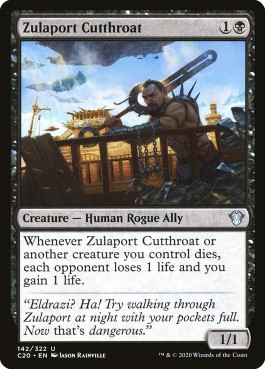 Zulaport Cutthroat 1
Creature — Human Rogue Ally
Whenever Zulaport Cutthroat or
another creature you control dies,
each opponent loses 1 life and you
gain 1 life.
“Eldrazi? Ha! Try walking through
Zulaport at night with your pockets full.
Now that’s dangerous.”
1/1
142/322 U
C20 • EN Jason Rainville
™ & © 2020 Wizards of the Coast